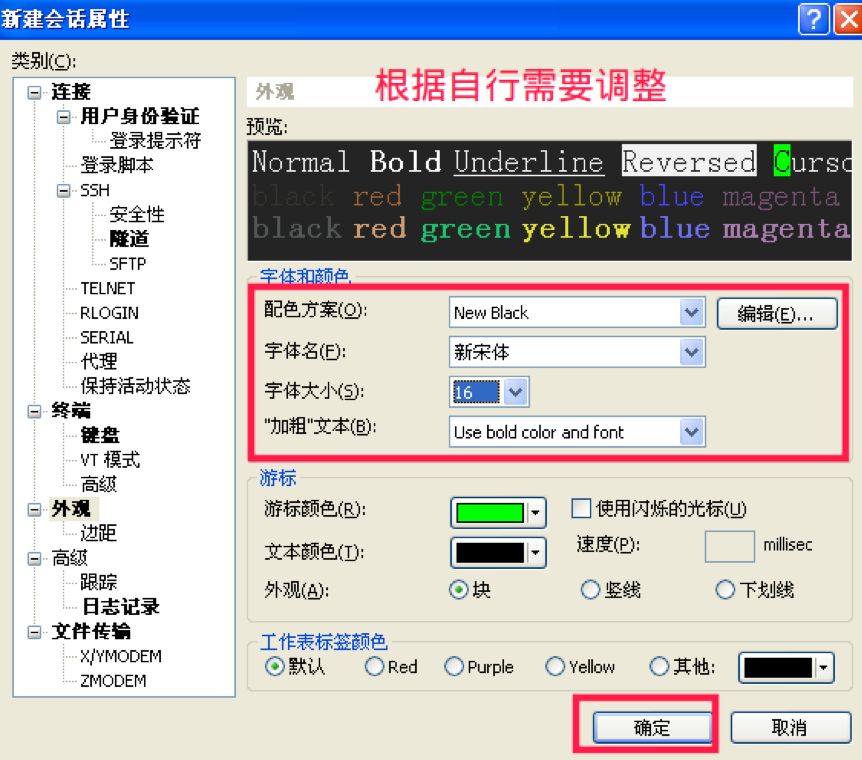 新建会话属性
类别(C):
连接
用户身份验证
登录提示符
登录脚本
SSH
安全性
隧道
SFTP
TELNET
RLOGIN
SERIAL
代理
保持活动状态
终端
键盘
VT 模式
高级
外观
边距
高级
跟踪
日志记录
文件传输
X/YMODEM
ZMODEM
外观
根据自行需要调整
预览:
Normal Bold Underline Reversed Curso
black red green yellow blue magenta
black red green yellow blue magenta
字体和颜色
配色方案(O): New Black 编辑(E)...
字体名(F): 新宋体
字体大小(S): 16
"加粗"文本(B): Use bold color and font
游标
游标颜色(R): 使用闪烁的光标(U)
文本颜色(T): 速度(P): millisec
外观(A): 块 竖线 下划线
工作表标签颜色
默认 Red Purple Yellow 其他:
确定 取消